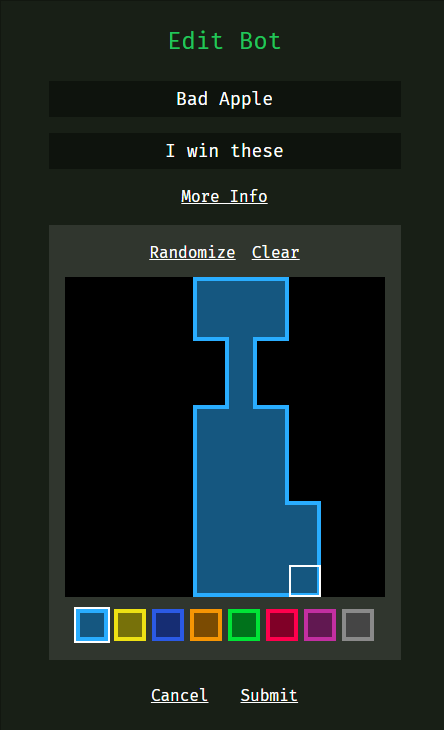 Edit Bot
Bad Apple
I win these
More Info
Randomize Clear
Cancel Submit